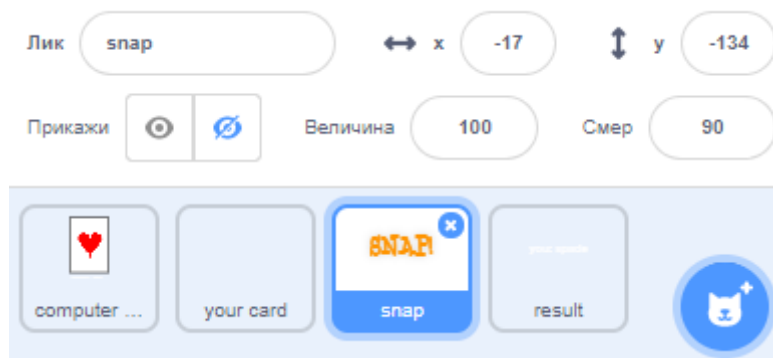 Лик snap x -17 y -134
Прикажи Величина 100 Смер 90
SNAP!
computer ... your card snap result